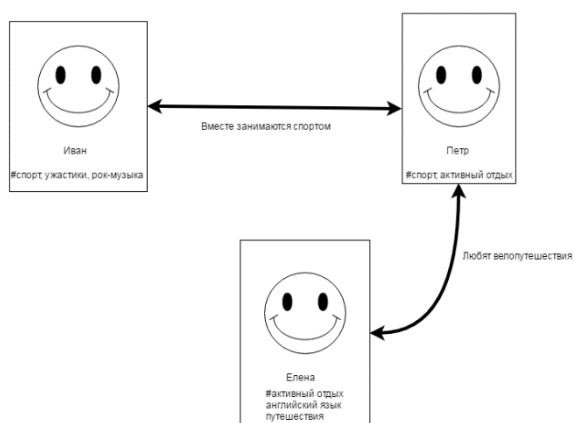 Вместе занимаются спортом
Иван
Петр
#спорт, ужастики, рок-музыка
#спорт, активный отдых
Любят велопутешествия
Елена
#активный отдых
английский язык
путешествия